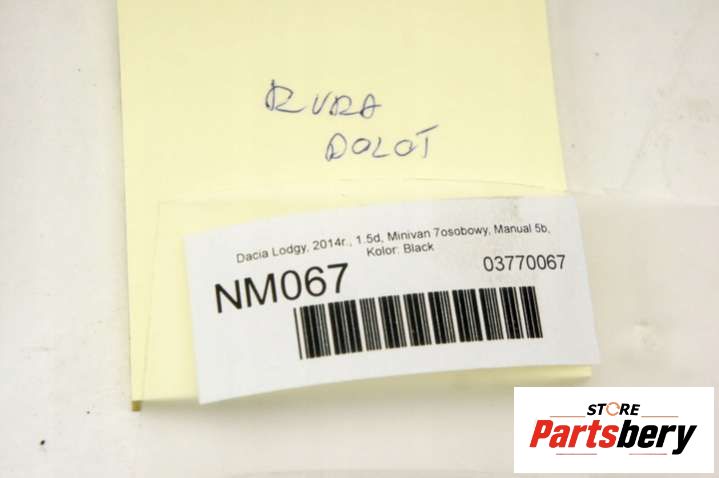 RURA
DOLOT
Dacia Lodgy, 2014r., 1.5d, Minivan 7osobowy, Manual 5b,
Kolor: Black
NM067
03770067
STORE
Partsbery